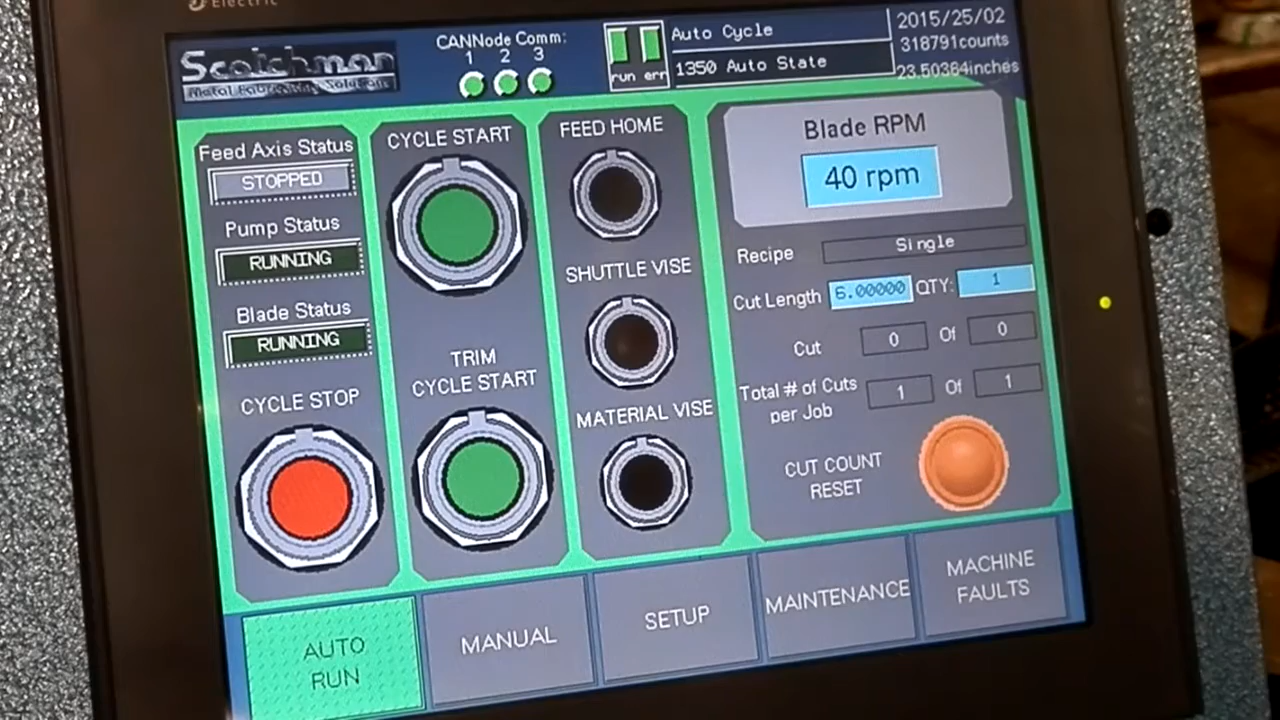 Electric
Scotchman
Metal Fabricating Solutions
CANNode Comm:
1 2 3
run err
Auto Cycle
1350 Auto State
2015/25/02
318791counts
23.50364inches
Feed Axis Status
STOPPED
Pump Status
RUNNING
Blade Status
RUNNING
CYCLE STOP
CYCLE START
TRIM
CYCLE START
FEED HOME
SHUTTLE VISE
MATERIAL VISE
Blade RPM
40 rpm
Recipe Single
Cut Length 6.00000 QTY: 1
Cut 0 Of 0
Total # of Cuts
per Job 1 Of 1
CUT COUNT
RESET
AUTO
RUN
MANUAL
SETUP
MAINTENANCE
MACHINE
FAULTS